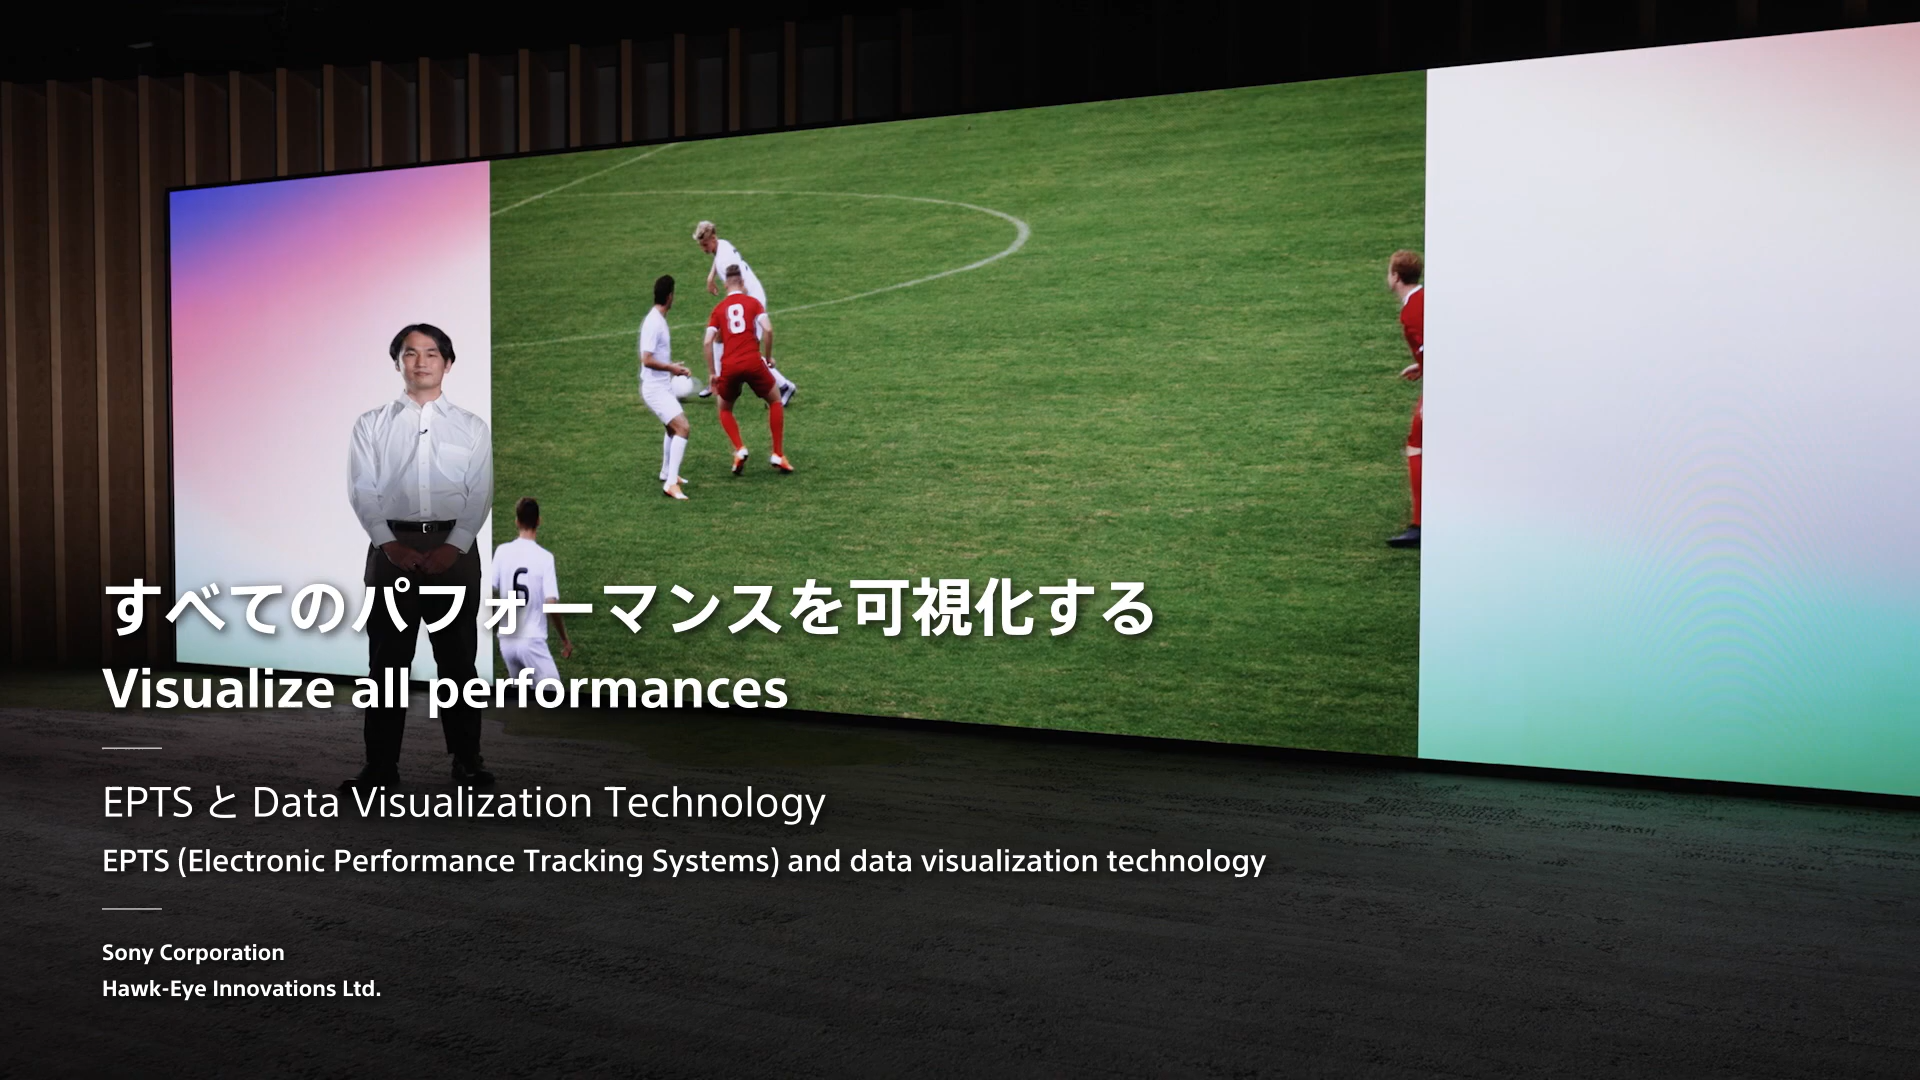 8
6
すべてのパフォーマンスを可視化する
Visualize all performances
EPTS と Data Visualization Technology
EPTS (Electronic Performance Tracking Systems) and data visualization technology
Sony Corporation
Hawk-Eye Innovations Ltd.